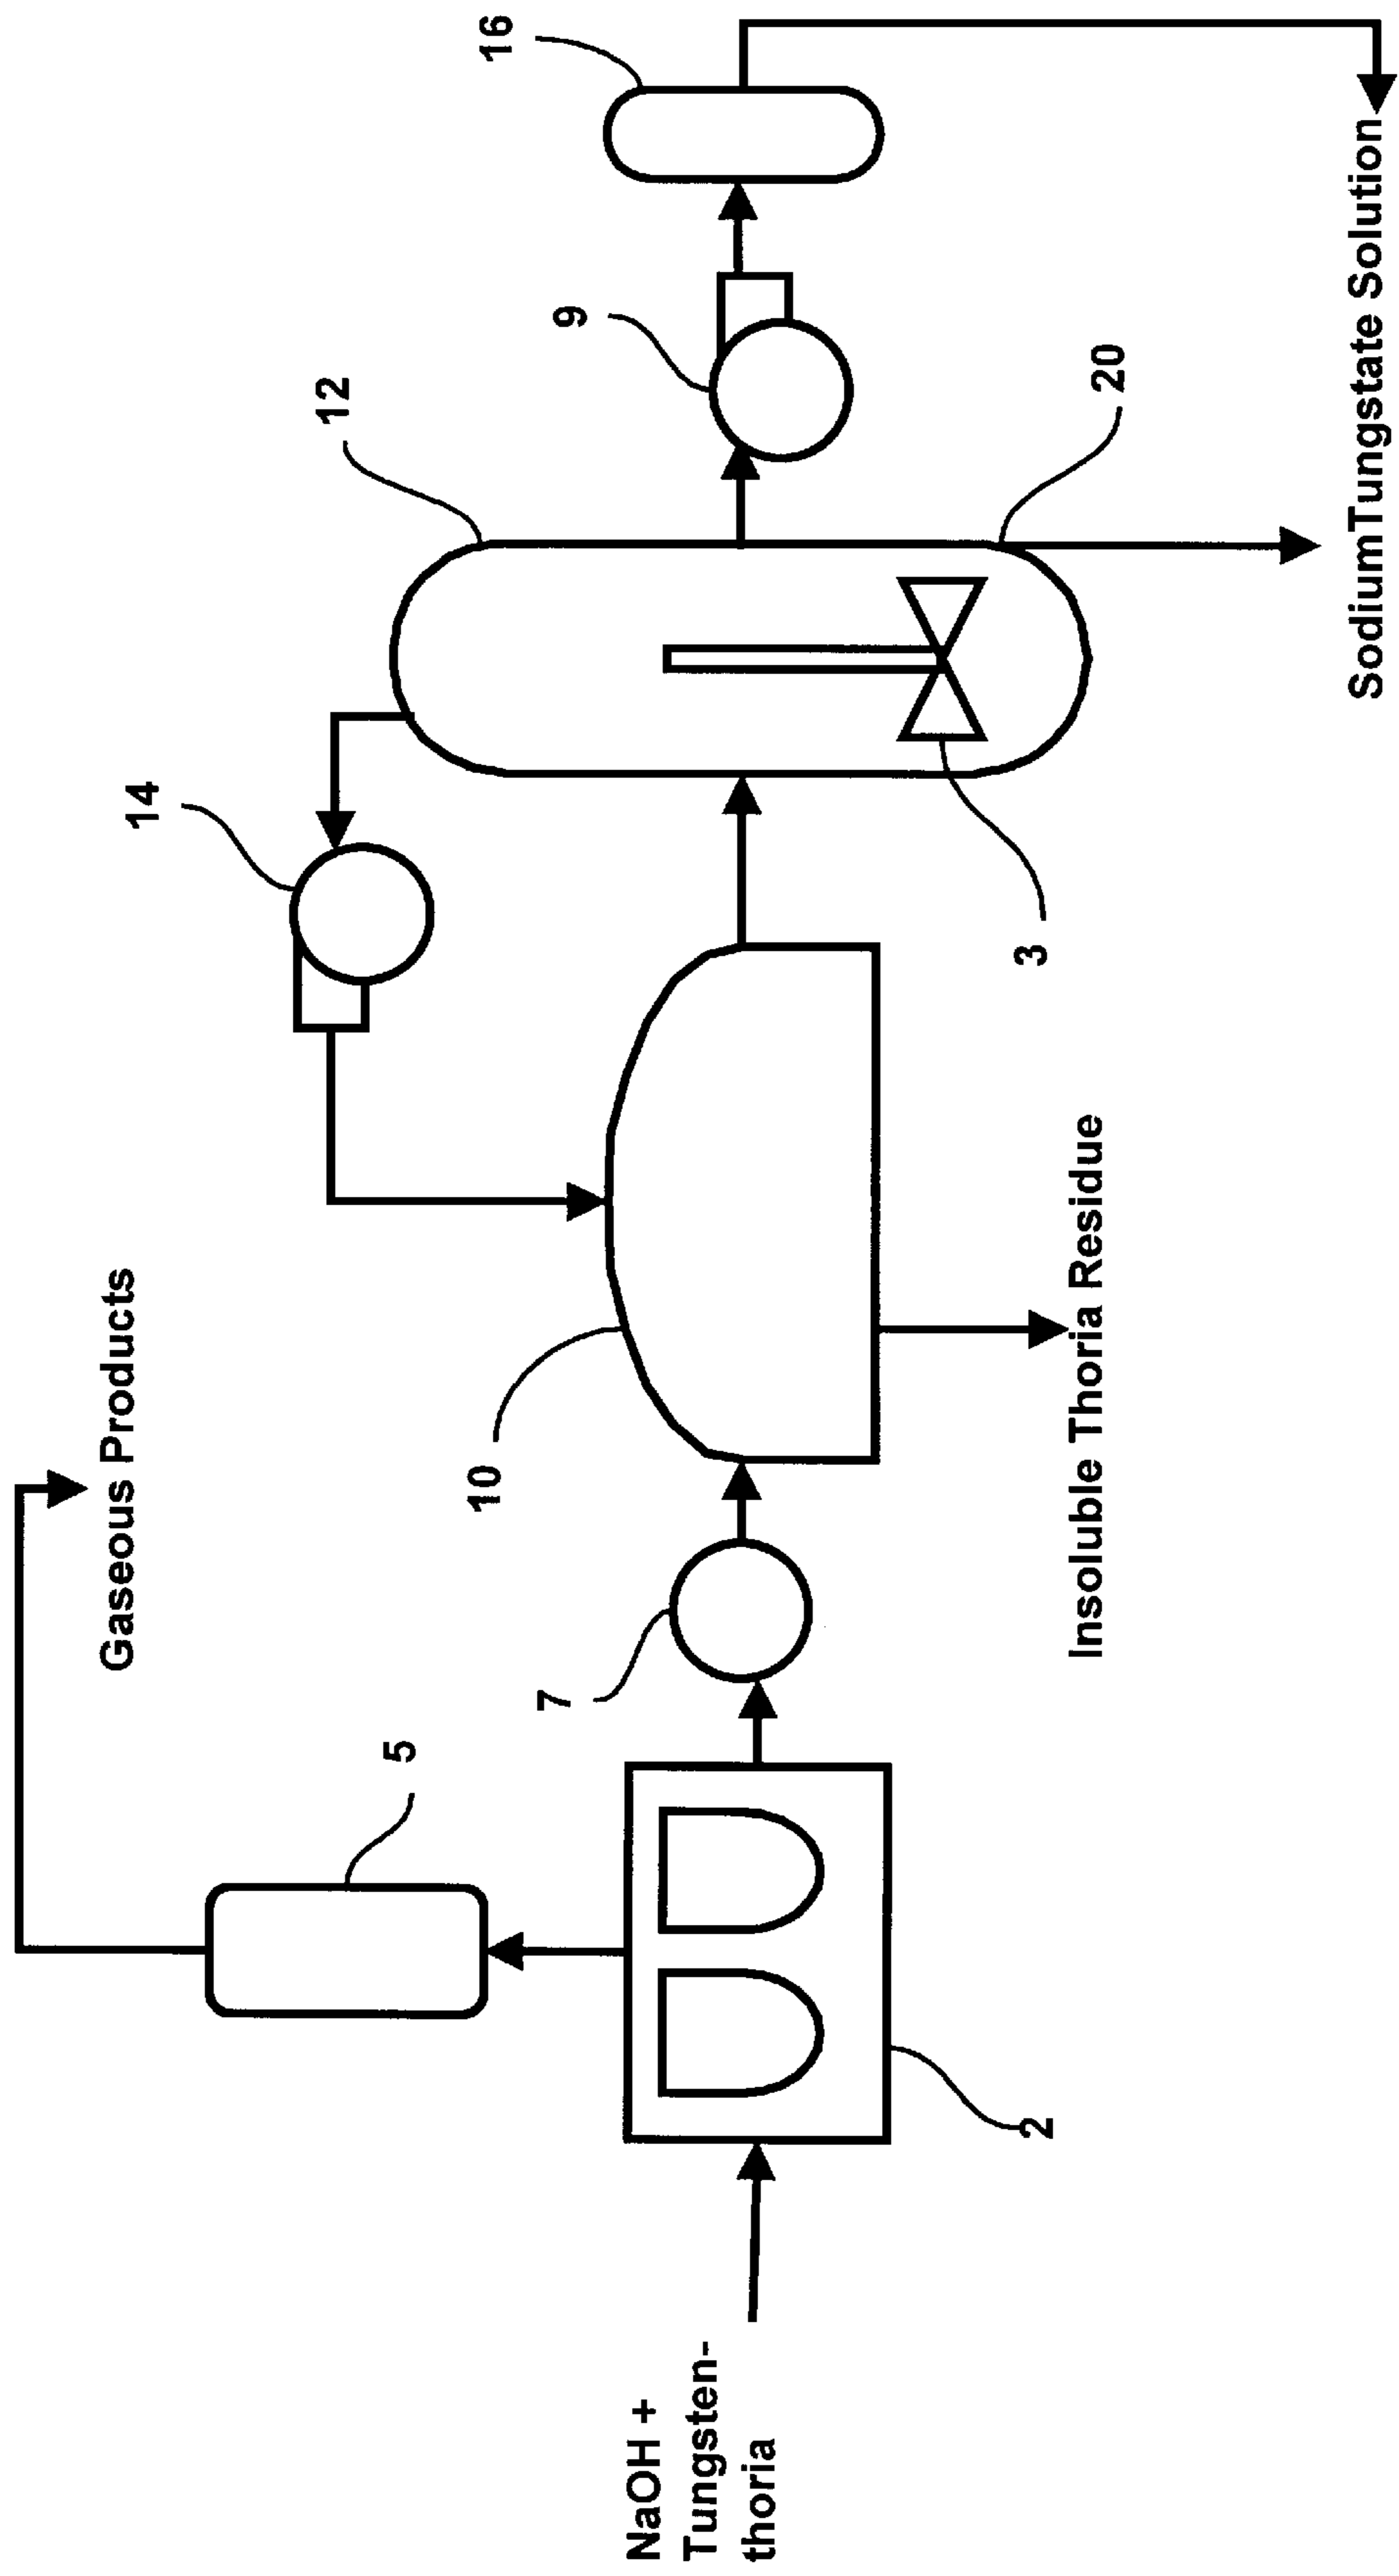 Gaseous Products
5
14
12
16
NaOH +
Tungsten-
thoria
2
7
10
9
3
20
Insoluble Thoria Residue
SodiumTungstate Solution